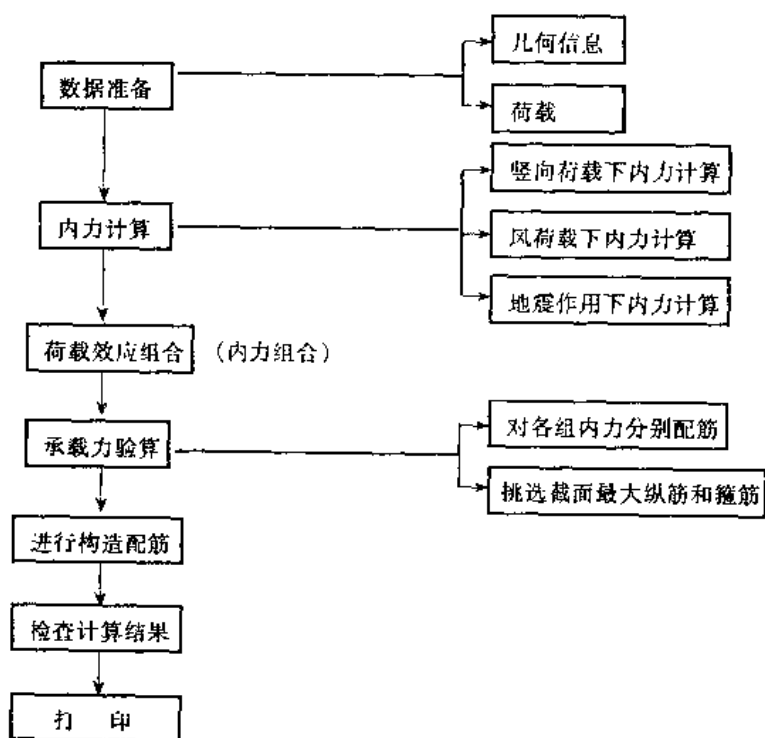 几何信息
数据准备
荷载
竖向荷载下内力计算
内力计算
风荷载下内力计算
地震作用下内力计算
荷载效应组合 (内力组合)
对各组内力分别配筋
承载力验算
挑选截面最大纵筋和箍筋
进行构造配筋
检查计算结果
打 印